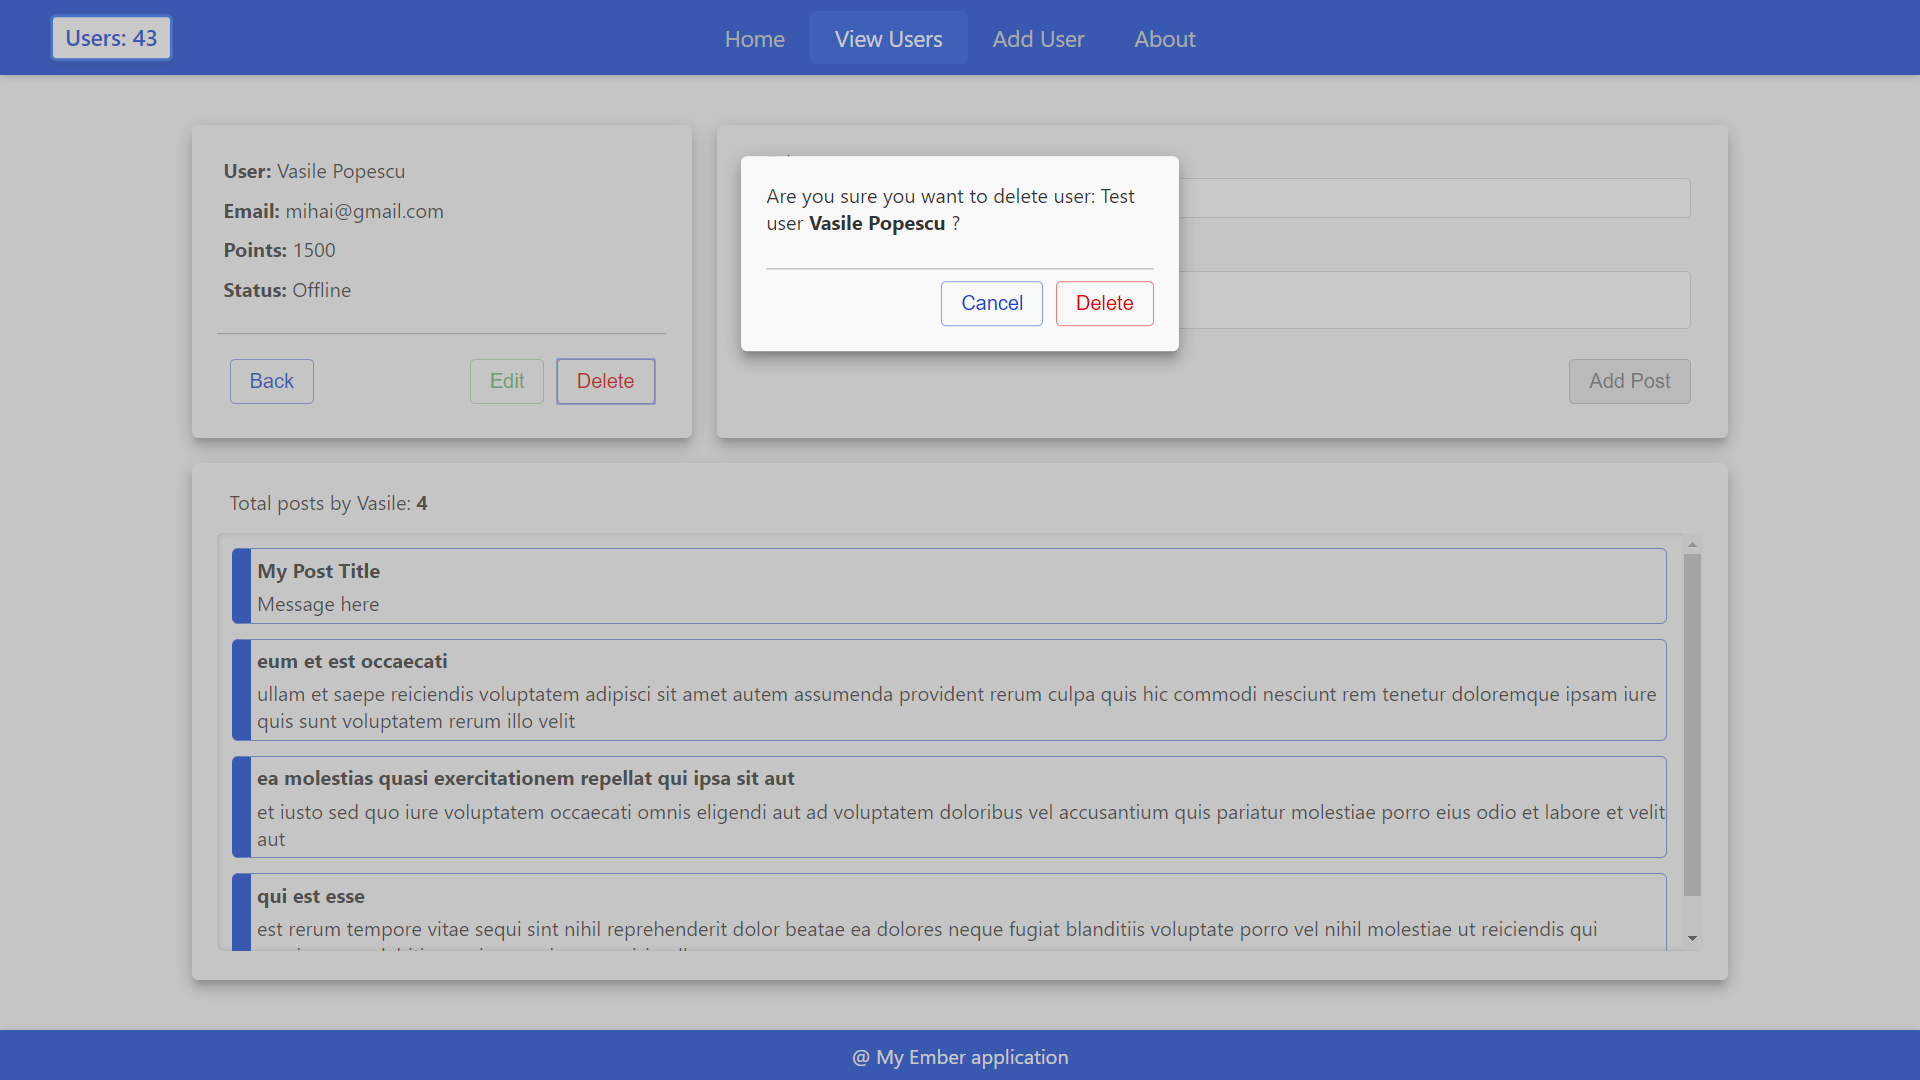 Users: 43
Home
View Users
Add User
About
User: Vasile Popescu
Email: mihai@gmail.com
Points: 1500
Status: Offline
Back
Edit
Delete
Are you sure you want to delete user: Test
user Vasile Popescu ?
Cancel
Delete
Add Post
Total posts by Vasile: 4
My Post Title
Message here
eum et est occaecati
ullam et saepe reiciendis voluptatem adipisci sit amet autem assumenda provident rerum culpa quis hic commodi nesciunt rem tenetur doloremque ipsam iure
quis sunt voluptatem rerum illo velit
ea molestias quasi exercitationem repellat qui ipsa sit aut
et iusto sed quo iure voluptatem occaecati omnis eligendi aut ad voluptatem doloribus vel accusantium quis pariatur molestiae porro eius odio et labore et velit
aut
qui est esse
est rerum tempore vitae sequi sint nihil reprehenderit dolor beatae ea dolores neque fugiat blanditiis voluptate porro vel nihil molestiae ut reiciendis qui
@ My Ember application